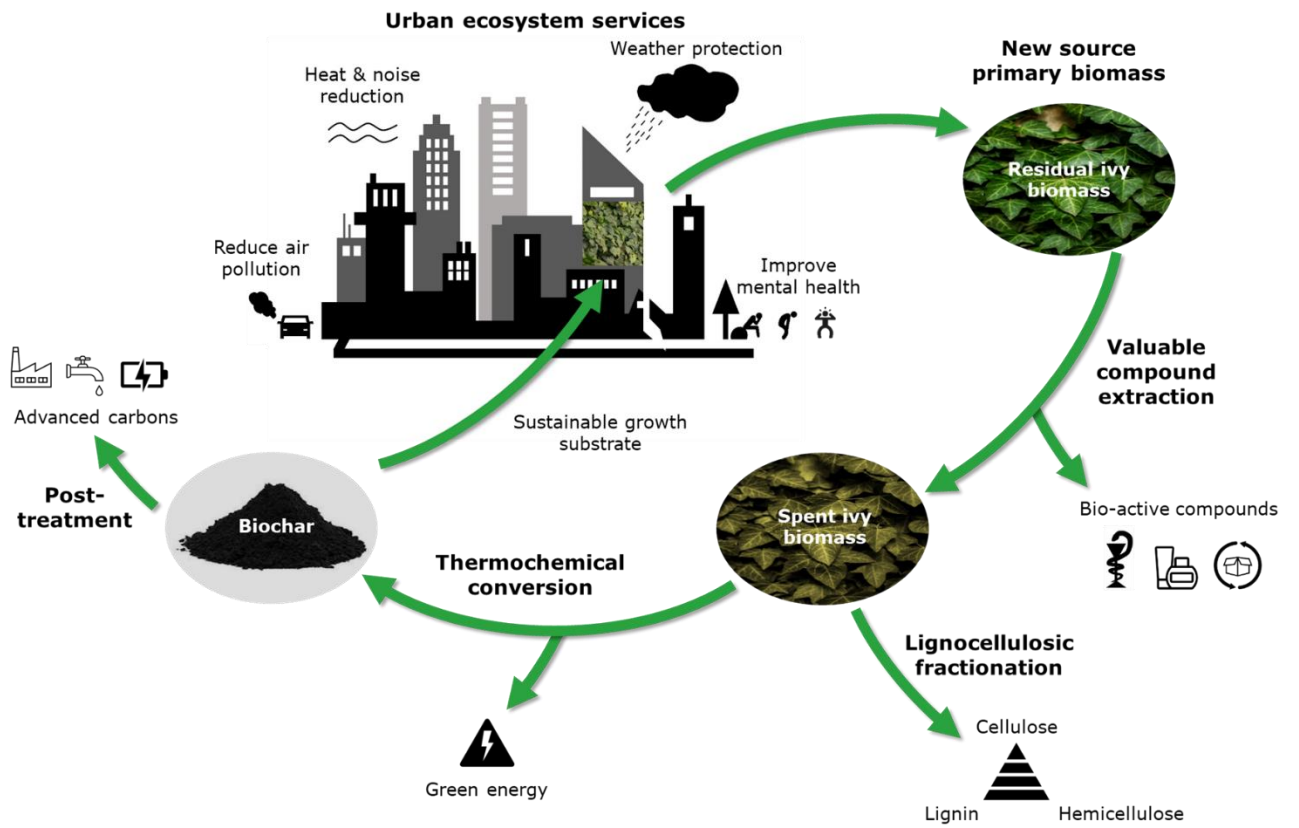 Urban ecosystem services
Weather protection
Heat & noise
reduction
New source
primary biomass
Residual ivy
biomass
Reduce air
pollution
Improve
mental health
Valuable
compound
extraction
Advanced carbons
Sustainable growth
substrate
Post-
treatment
Biochar
Spent ivy
biomass
Bio-active compounds
Thermochemical
conversion
Lignocellulosic
fractionation
Green energy
Cellulose
Lignin
Hemicellulose